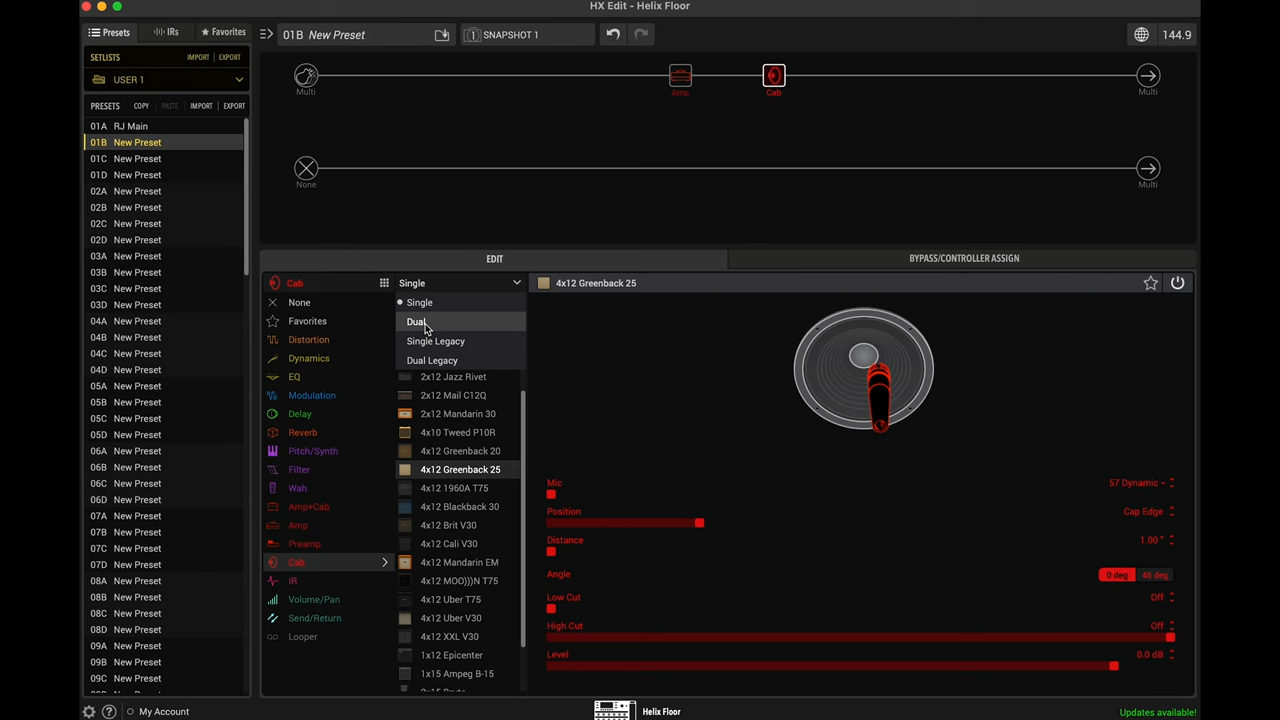 HX Edit - Helix Floor
Presets
IRs
Favorites
01B New Preset
1 SNAPSHOT 1
144.9
SETLISTS
IMPORT
EXPORT
USER 1
PRESETS
COPY
PASTE
IMPORT
EXPORT
01A RJ Main
01B New Preset
01C New Preset
01D New Preset
02A New Preset
02B New Preset
02C New Preset
02D New Preset
03A New Preset
03B New Preset
03C New Preset
03D New Preset
04A New Preset
04B New Preset
04C New Preset
04D New Preset
05A New Preset
05B New Preset
05C New Preset
05D New Preset
06A New Preset
06B New Preset
06C New Preset
06D New Preset
07A New Preset
07B New Preset
07C New Preset
07D New Preset
08A New Preset
08B New Preset
08C New Preset
08D New Preset
09A New Preset
09B New Preset
09C New Preset
Multi
Amp
Cab
Multi
None
Multi
EDIT
BYPASS/CONTROLLER ASSIGN
Cab
None
Favorites
Distortion
Dynamics
EQ
Modulation
Delay
Reverb
Pitch/Synth
Filter
Wah
Amp+Cab
Amp
Preamp
Cab
IR
Volume/Pan
Send/Return
Looper
Single
Single
Dual
Single Legacy
Dual Legacy
2x12 Jazz Rivet
2x12 Mail C12Q
2x12 Mandarin 30
4x10 Tweed P10R
4x12 Greenback 20
4x12 Greenback 25
4x12 1960A T75
4x12 Blackback 30
4x12 Brit V30
4x12 Cali V30
4x12 Mandarin EM
4x12 MOO)))N T75
4x12 Uber T75
4x12 Uber V30
4x12 XXL V30
1x12 Epicenter
1x15 Ampeg B-15
4x12 Greenback 25
Mic
57 Dynamic
Position
Cap Edge
Distance
1.00 "
Angle
0 deg
45 deg
Low Cut
Off
High Cut
Off
Level
0.0 dB
My Account
Helix Floor
Updates available!